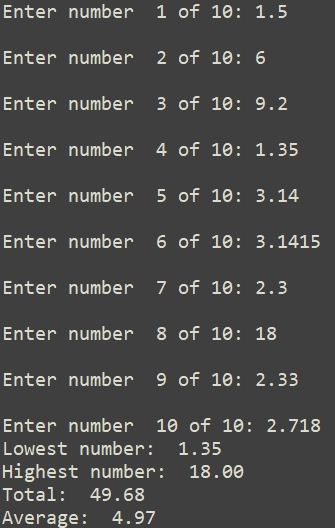 Enter number  1 of 10: 1.5
Enter number  2 of 10: 6
Enter number  3 of 10: 9.2
Enter number  4 of 10: 1.35
Enter number  5 of 10: 3.14
Enter number  6 of 10: 3.1415
Enter number  7 of 10: 2.3
Enter number  8 of 10: 18
Enter number  9 of 10: 2.33
Enter number  10 of 10: 2.718
Lowest number:  1.35
Highest number:  18.00
Total:  49.68
Average:  4.97